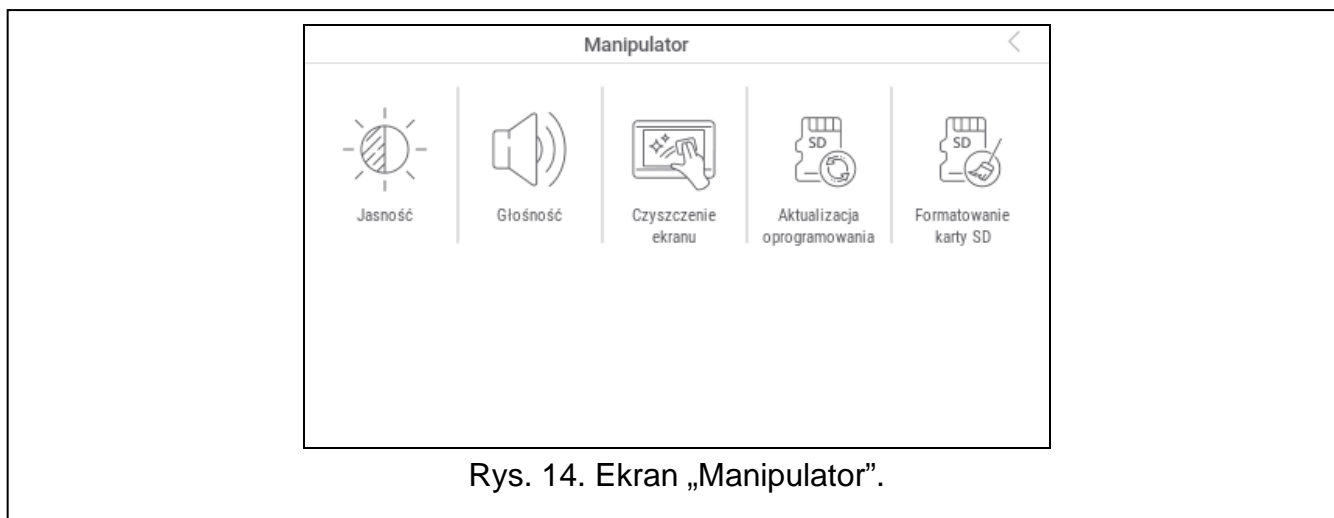 Manipulator
Jasność
Głośność
Czyszczenie
ekranu
SD
Aktualizacja
oprogramowania
SD
Formatowanie
karty SD
Rys. 14. Ekran „Manipulator”.